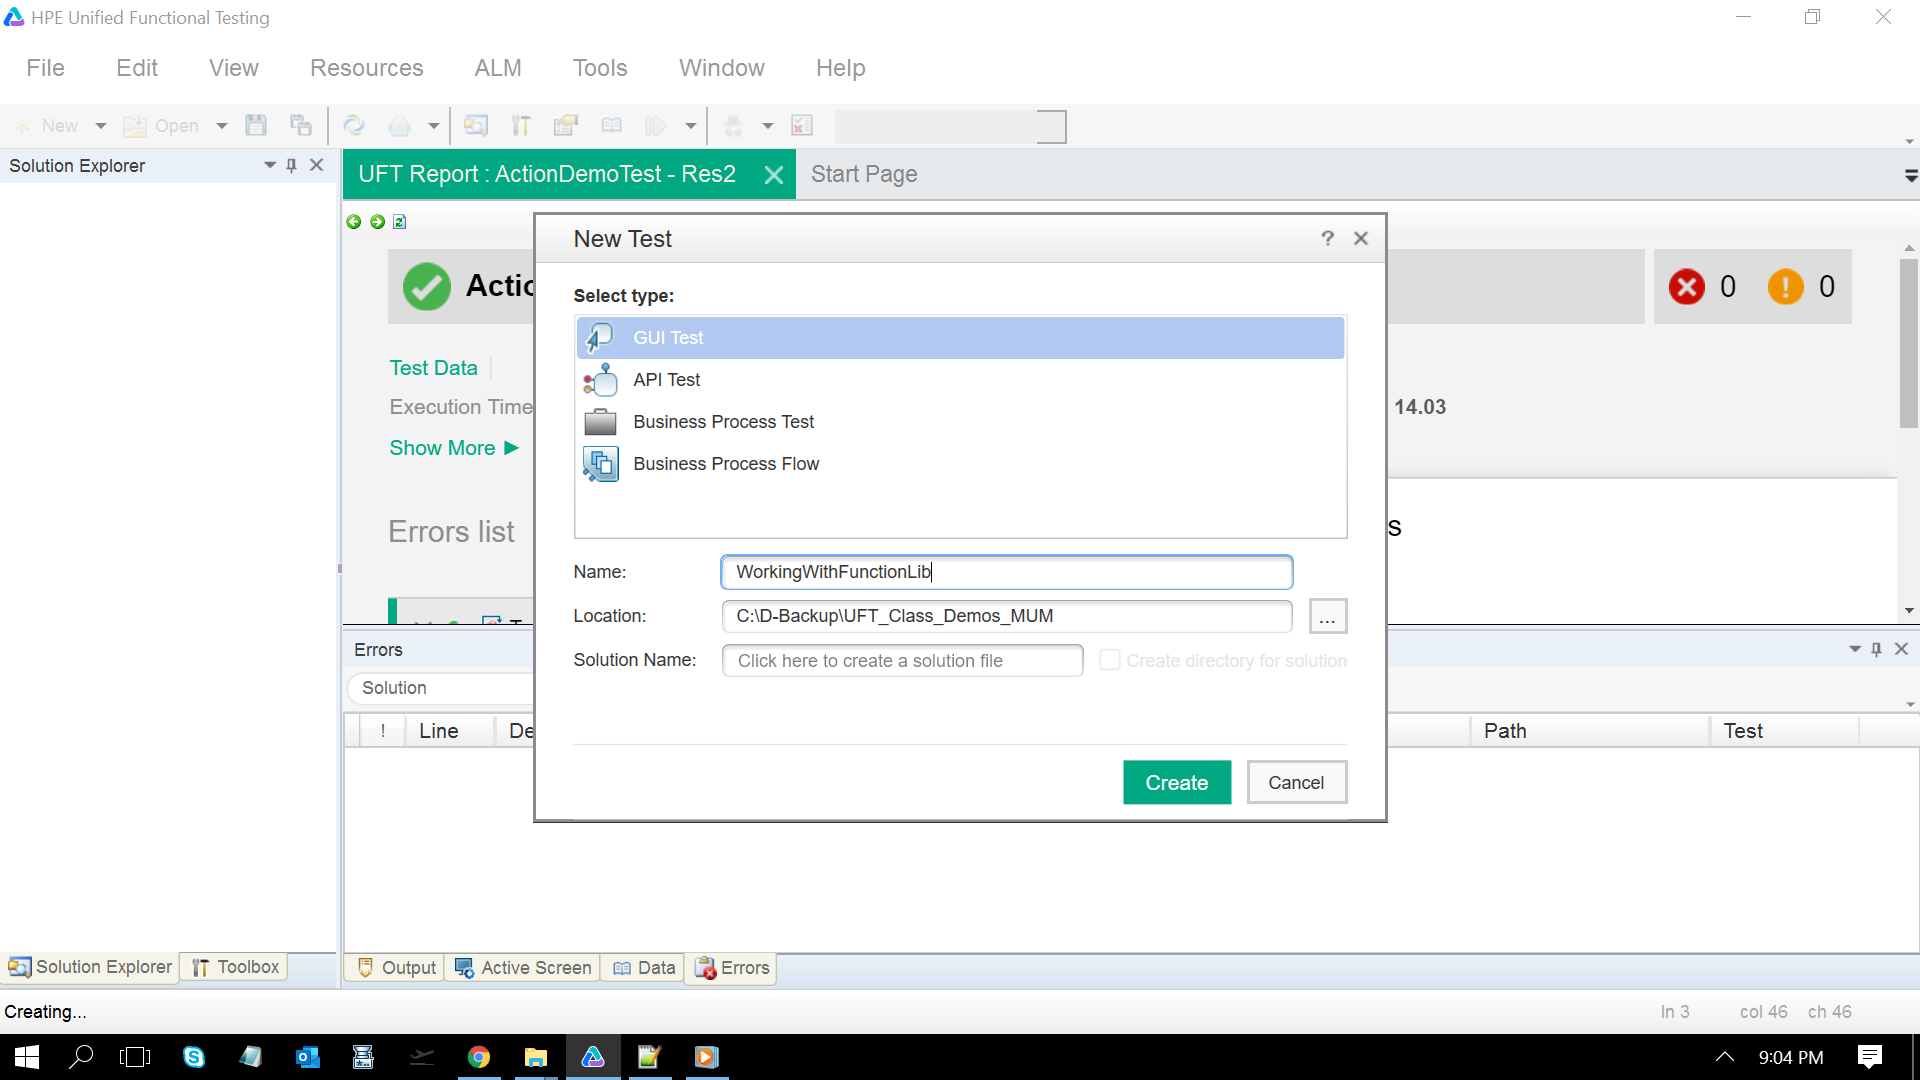 HPE Unified Functional Testing
File Edit View Resources ALM Tools Window Help
New Open
Solution Explorer
UFT Report : ActionDemoTest - Res2 Start Page
New Test ?
Actio
0 ! 0
Select type:
GUI Test
API Test
Business Process Test
Business Process Flow
Test Data
Execution Time
14.03
Show More
Errors list
s
Name: WorkingWithFunctionLib
Location: C:\D-Backup\UFT_Class_Demos_MUM ...
Solution Name: Click here to create a solution file Create directory for solution
Errors
Solution
! Line De Path Test
Create Cancel
Solution Explorer Toolbox Output Active Screen Data Errors
Creating... ln 3 col 46 ch 46
9:04 PM